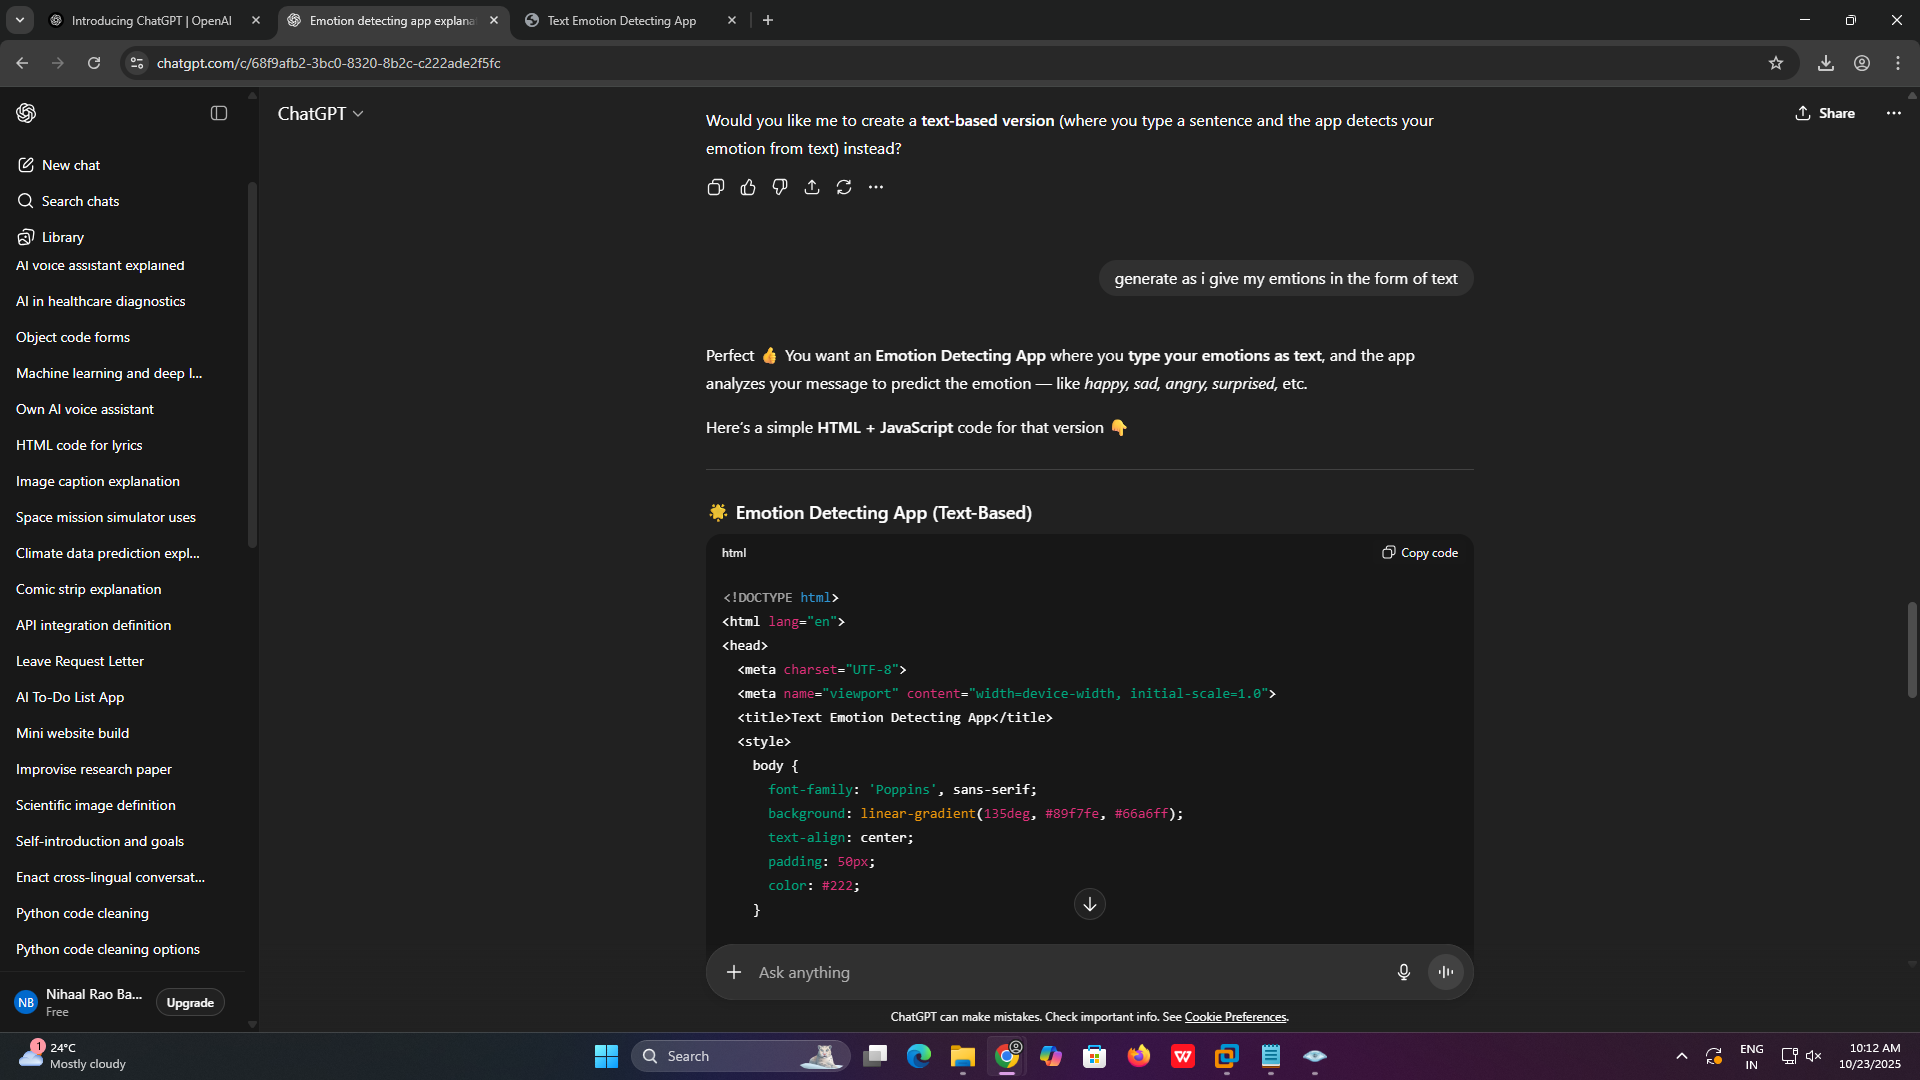 Introducing ChatGPT | OpenAI
Emotion detecting app explana
Text Emotion Detecting App
chatgpt.com/c/68f9afb2-3bc0-8320-8b2c-c222ade2f5fc
ChatGPT
Share
New chat
Search chats
Library
AI voice assistant explained
AI in healthcare diagnostics
Object code forms
Machine learning and deep l...
Own AI voice assistant
HTML code for lyrics
Image caption explanation
Space mission simulator uses
Climate data prediction expl...
Comic strip explanation
API integration definition
Leave Request Letter
AI To-Do List App
Mini website build
Improvise research paper
Scientific image definition
Self-introduction and goals
Enact cross-lingual conversat...
Python code cleaning
Python code cleaning options
NB
Nihaal Rao Ba...
Free
Upgrade
Would you like me to create a text-based version (where you type a sentence and the app detects your
emotion from text) instead?
generate as i give my emtions in the form of text
Perfect 👍 You want an Emotion Detecting App where you type your emotions as text, and the app
analyzes your message to predict the emotion — like happy, sad, angry, surprised, etc.
Here's a simple HTML + JavaScript code for that version 👇
🌟 Emotion Detecting App (Text-Based)
html
Copy code
<!DOCTYPE html>
<html lang="en">
<head>
<meta charset="UTF-8">
<meta name="viewport" content="width=device-width, initial-scale=1.0">
<title>Text Emotion Detecting App</title>
<style>
body {
font-family: 'Poppins', sans-serif;
background: linear-gradient(135deg, #89f7fe, #66a6ff);
text-align: center;
padding: 50px;
color: #222;
}
Ask anything
ChatGPT can make mistakes. Check important info. See Cookie Preferences.
1
24°C
Mostly cloudy
Search
W
ENG
IN
10:12 AM
10/23/2025